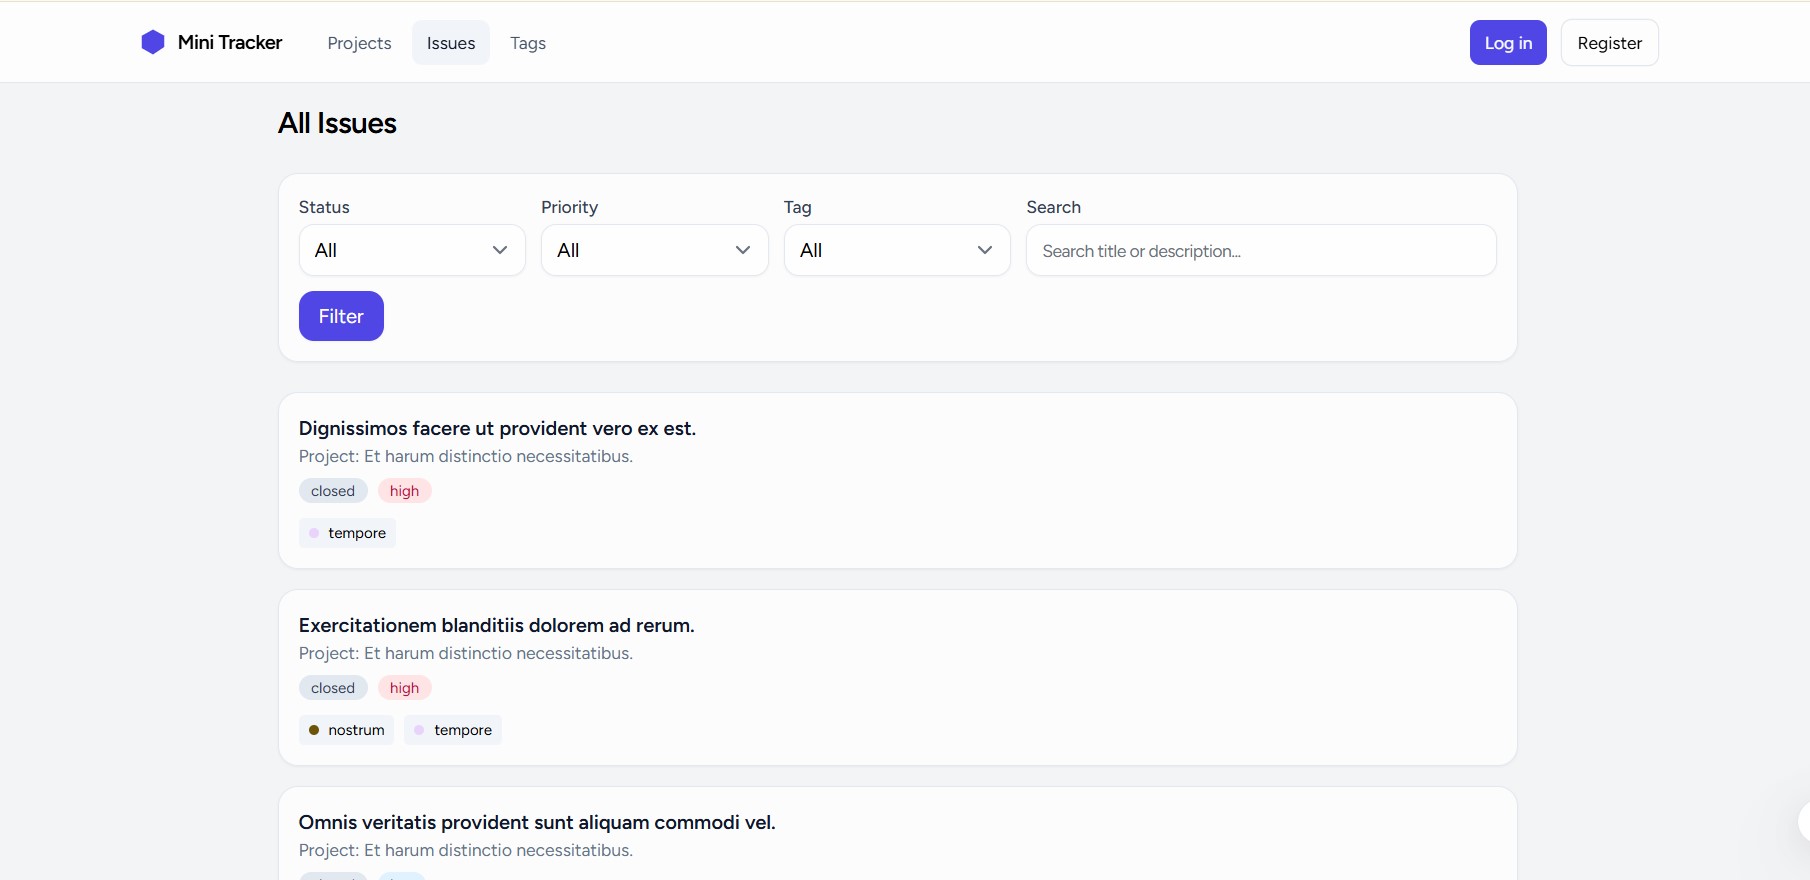 Mini Tracker Projects Issues Tags Log in Register
All Issues
Status Priority Tag Search
All All All Search title or description...
Filter
Dignissimos facere ut provident vero ex est.
Project: Et harum distinctio necessitatibus.
closed high
tempore
Exercitationem blanditiis dolorem ad rerum.
Project: Et harum distinctio necessitatibus.
closed high
nostrum tempore
Omnis veritatis provident sunt aliquam commodi vel.
Project: Et harum distinctio necessitatibus.